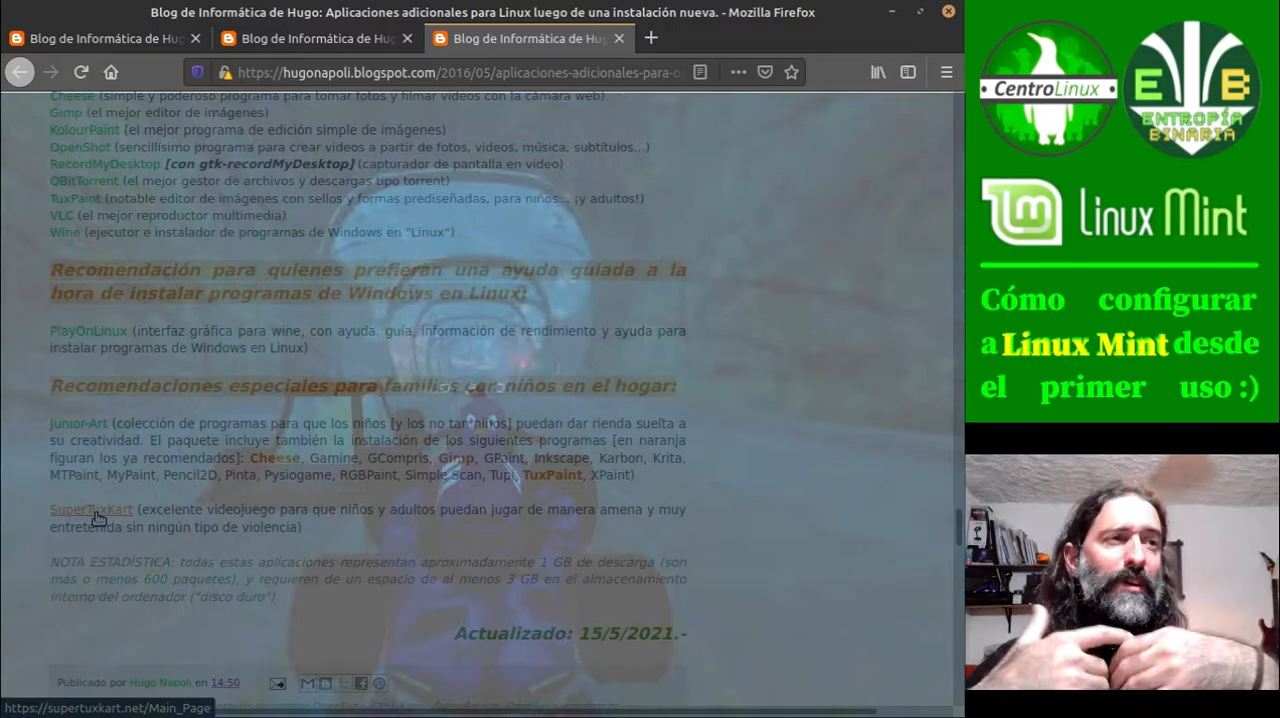 Blog de Informática de Hugo: Aplicaciones adicionales para Linux luego de una instalación nueva. - Mozilla Firefox
Blog de Informática de Hu
Blog de Informática de Hu
Blog de Informática de Hu
https://hugonapoli.blogspot.com/2016/05/aplicaciones-adicionales-para-
Cheese (simple y poderoso programa para tomar fotos y filmar videos con la cámara web)
Gimp (el mejor editor de imágenes)
KolourPaint (el mejor programa de edición simple de imágenes)
OpenShot (sencillísimo programa para crear videos a partir de fotos, videos, música, subtítulos...)
RecordMyDesktop [con gtk-recordMyDesktop] (capturador de pantalla en video)
QBitTorrent (el mejor gestor de archivos y descargas tipo torrent)
TuxPaint (notable editor de imágenes con sellos y formas prediseñadas, para niños... ¡y adultos!)
VLC (el mejor reproductor multimedia)
Wine (ejecutor e instalador de programas de Windows en "Linux")
Recomendación para quienes prefieran una ayuda guiada a la
hora de instalar programas de Windows en Linux:
PlayOnLinux (interfaz gráfica para wine, con ayuda. guía, información de rendimiento y ayuda para
instalar programas de Windows en Linux)
Recomendaciones especiales para familias con niños en el hogar:
Junior-Art (colección de programas para que los niños [y los no tan niños] puedan dar rienda suelta a
su creatividad. El paquete incluye también la instalación de los siguientes programas [en naranja
figuran los ya recomendados]: Cheese, Gamine, GCompris, Gimp, GPaint, Inkscape, Karbon, Krita,
MTPaint, MyPaint, Pencil2D, Pinta, Pysiogame, RGBPaint, Simple Scan, Tupi, TuxPaint, XPaint)
SuperTuxKart (excelente videojuego para que niños y adultos puedan jugar de manera amena y muy
entretenida sin ningún tipo de violencia)
NOTA ESTADÍSTICA: todas estas aplicaciones representan aproximadamente 1 GB de descarga (son
más o menos 600 paquetes), y requieren de un espacio de al menos 3 GB en el almacenamiento
interno del ordenador ("disco duro").
Actualizado: 15/5/2021.-
Publicado por Hugo Napoli en 14:50
https://supertuxkart.net/Main_Page
CentroLinux
E B
ENTROPÍA
BINARIA
Linux Mint
Cómo configurar
a Linux Mint desde
el primer uso :)